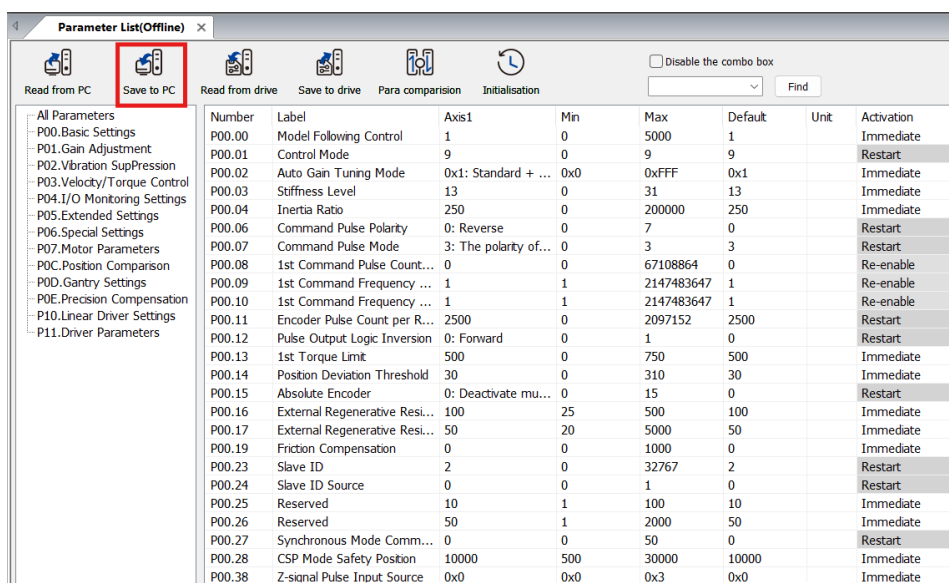 Parameter List(Offline) ×
Read from PC Save to PC Read from drive Save to drive Para comparision Initialisation
Disable the combo box
Find
All Parameters
P00.Basic Settings
P01.Gain Adjustment
P02.Vibration SupPression
P03.Velocity/Torque Control
P04.I/O Monitoring Settings
P05.Extended Settings
P06.Special Settings
P07.Motor Parameters
P0C.Position Comparison
P0D.Gantry Settings
P0E.Precision Compensation
P10.Linear Driver Settings
P11.Driver Parameters
Number Label Axis1 Min Max Default Unit Activation
P00.00 Model Following Control 1 0 5000 1 Immediate
P00.01 Control Mode 9 0 9 9 Restart
P00.02 Auto Gain Tuning Mode 0x1: Standard + ... 0x0 0xFFF 0x1 Immediate
P00.03 Stiffness Level 13 0 31 13 Immediate
P00.04 Inertia Ratio 250 0 200000 250 Immediate
P00.06 Command Pulse Polarity 0: Reverse 0 7 0 Restart
P00.07 Command Pulse Mode 3: The polarity of... 0 3 3 Restart
P00.08 1st Command Pulse Count... 0 0 67108864 0 Re-enable
P00.09 1st Command Frequency ... 1 1 2147483647 1 Re-enable
P00.10 1st Command Frequency ... 1 1 2147483647 1 Re-enable
P00.11 Encoder Pulse Count per R... 2500 0 2097152 2500 Restart
P00.12 Pulse Output Logic Inversion 0: Forward 0 1 0 Restart
P00.13 1st Torque Limit 500 0 750 500 Immediate
P00.14 Position Deviation Threshold 30 0 310 30 Immediate
P00.15 Absolute Encoder 0: Deactivate mu... 0 15 0 Restart
P00.16 External Regenerative Resi... 100 25 500 100 Immediate
P00.17 External Regenerative Resi... 50 20 5000 50 Immediate
P00.19 Friction Compensation 0 0 1000 0 Immediate
P00.23 Slave ID 2 0 32767 2 Restart
P00.24 Slave ID Source 0 0 1 0 Restart
P00.25 Reserved 10 1 100 10 Immediate
P00.26 Reserved 50 1 2000 50 Immediate
P00.27 Synchronous Mode Comm... 0 0 50 0 Restart
P00.28 CSP Mode Safety Position 10000 500 30000 10000 Immediate
P00.38 Z-signal Pulse Input Source 0x0 0x0 0x3 0x0 Immediate